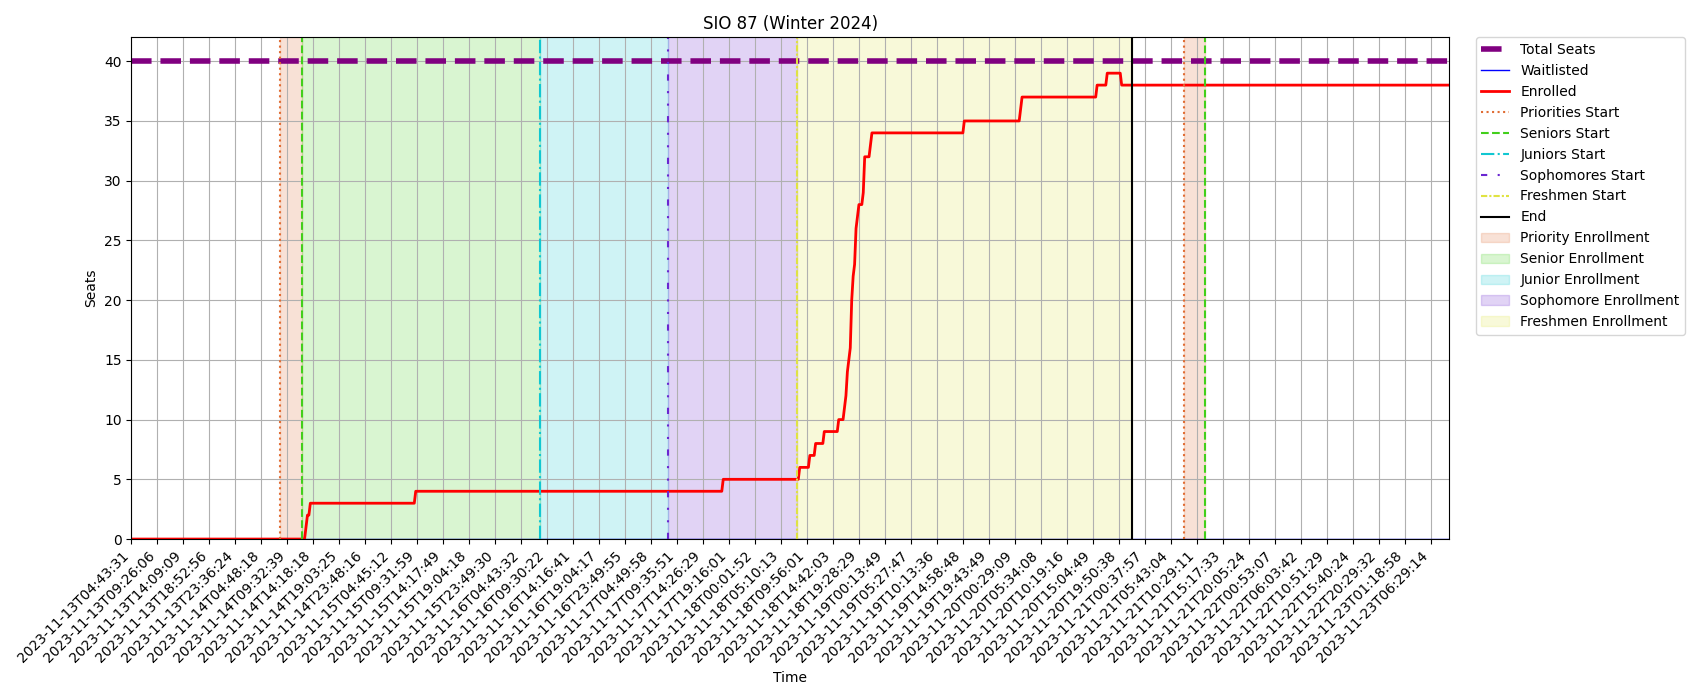 SIO 87 (Winter 2024)
Seats
40
35
30
25
20
15
10
5
0
2023-11-13T04:43:31
2023-11-13T09:26:06
2023-11-13T14:09:09
2023-11-13T18:52:56
2023-11-13T23:36:24
2023-11-14T04:48:18
2023-11-14T09:32:39
2023-11-14T14:18:18
2023-11-14T19:03:25
2023-11-14T23:48:16
2023-11-15T04:45:12
2023-11-15T09:31:59
2023-11-15T14:17:49
2023-11-15T19:04:18
2023-11-15T23:49:30
2023-11-16T04:43:32
2023-11-16T09:30:22
2023-11-16T14:16:41
2023-11-16T19:04:17
2023-11-16T23:49:55
2023-11-17T04:49:58
2023-11-17T09:35:51
2023-11-17T14:26:29
2023-11-17T19:16:01
2023-11-18T00:01:52
2023-11-18T05:10:13
2023-11-18T09:56:01
2023-11-18T14:42:03
2023-11-18T19:28:29
2023-11-19T00:13:49
2023-11-19T05:27:47
2023-11-19T10:13:36
2023-11-19T14:58:48
2023-11-19T19:43:49
2023-11-20T00:29:09
2023-11-20T05:34:08
2023-11-20T10:19:16
2023-11-20T15:04:49
2023-11-20T19:50:38
2023-11-21T00:37:57
2023-11-21T05:43:04
2023-11-21T10:29:11
2023-11-21T15:17:33
2023-11-21T20:05:24
2023-11-22T00:53:07
2023-11-22T06:03:42
2023-11-22T10:51:29
2023-11-22T15:40:24
2023-11-22T20:29:32
2023-11-23T01:18:58
2023-11-23T06:29:14
Time
Total Seats
Waitlisted
Enrolled
Priorities Start
Seniors Start
Juniors Start
Sophomores Start
Freshmen Start
End
Priority Enrollment
Senior Enrollment
Junior Enrollment
Sophomore Enrollment
Freshmen Enrollment